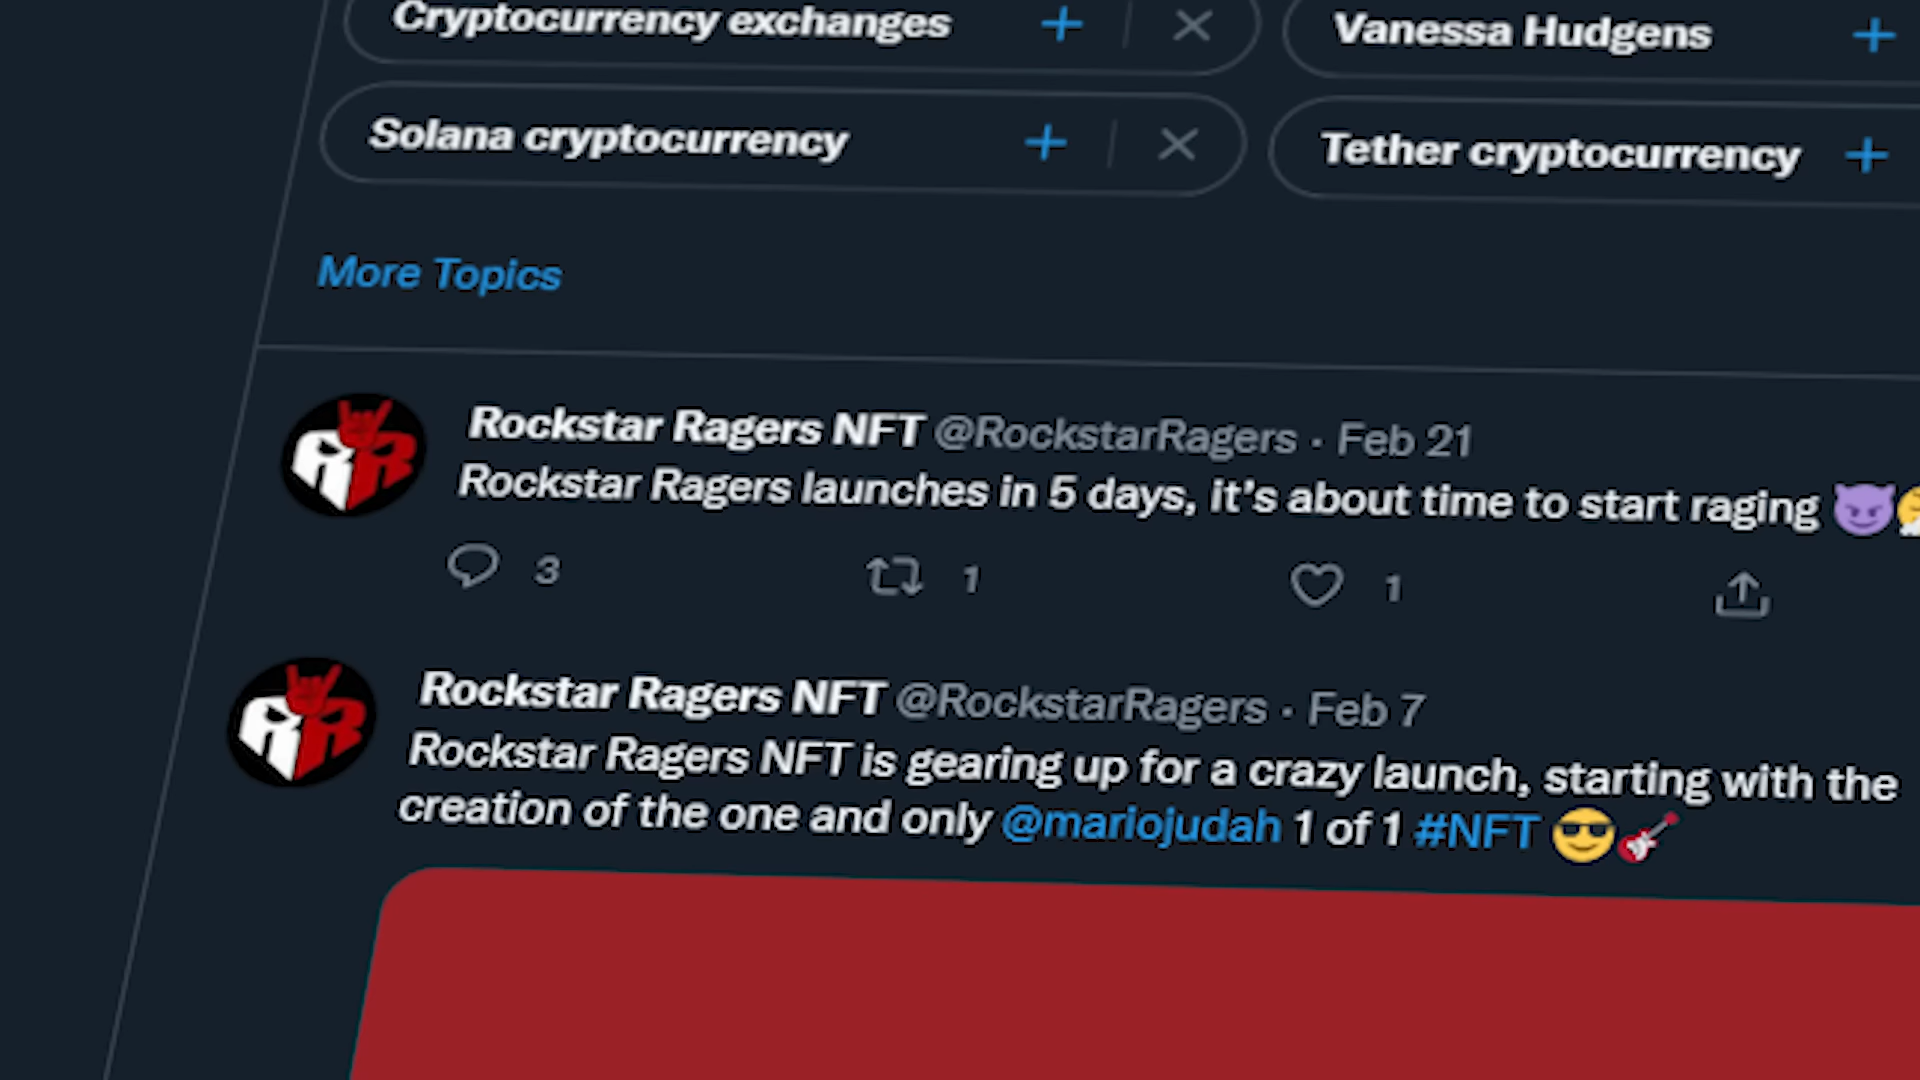 Cryptocurrency exchanges
Vanessa Hudgens
Solana cryptocurrency
Tether cryptocurrency
More Topics
Rockstar Ragers NFT @RockstarRagers · Feb 21
Rockstar Ragers launches in 5 days, it's about time to start raging 😈
3 1 1
Rockstar Ragers NFT @RockstarRagers · Feb 7
Rockstar Ragers NFT is gearing up for a crazy launch, starting with the
creation of the one and only @mariojudah 1 of 1 #NFT 😎🎸